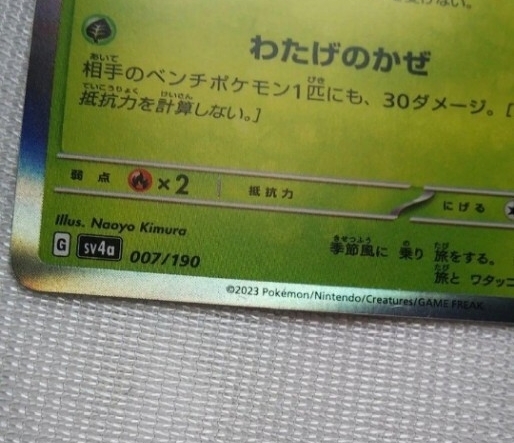 けない。
わたげのかぜ
相手のベンチポケモン1匹にも、30ダメージ。[
抵抗力を計算しない。]
弱点 ×2 抵抗力 にげる
Illus. Naoyo Kimura
G sv4a 007/190
季節風に 乗り 旅をする。
旅と ワタッコ
©2023 Pokémon/Nintendo/Creatures/GAME FREAK